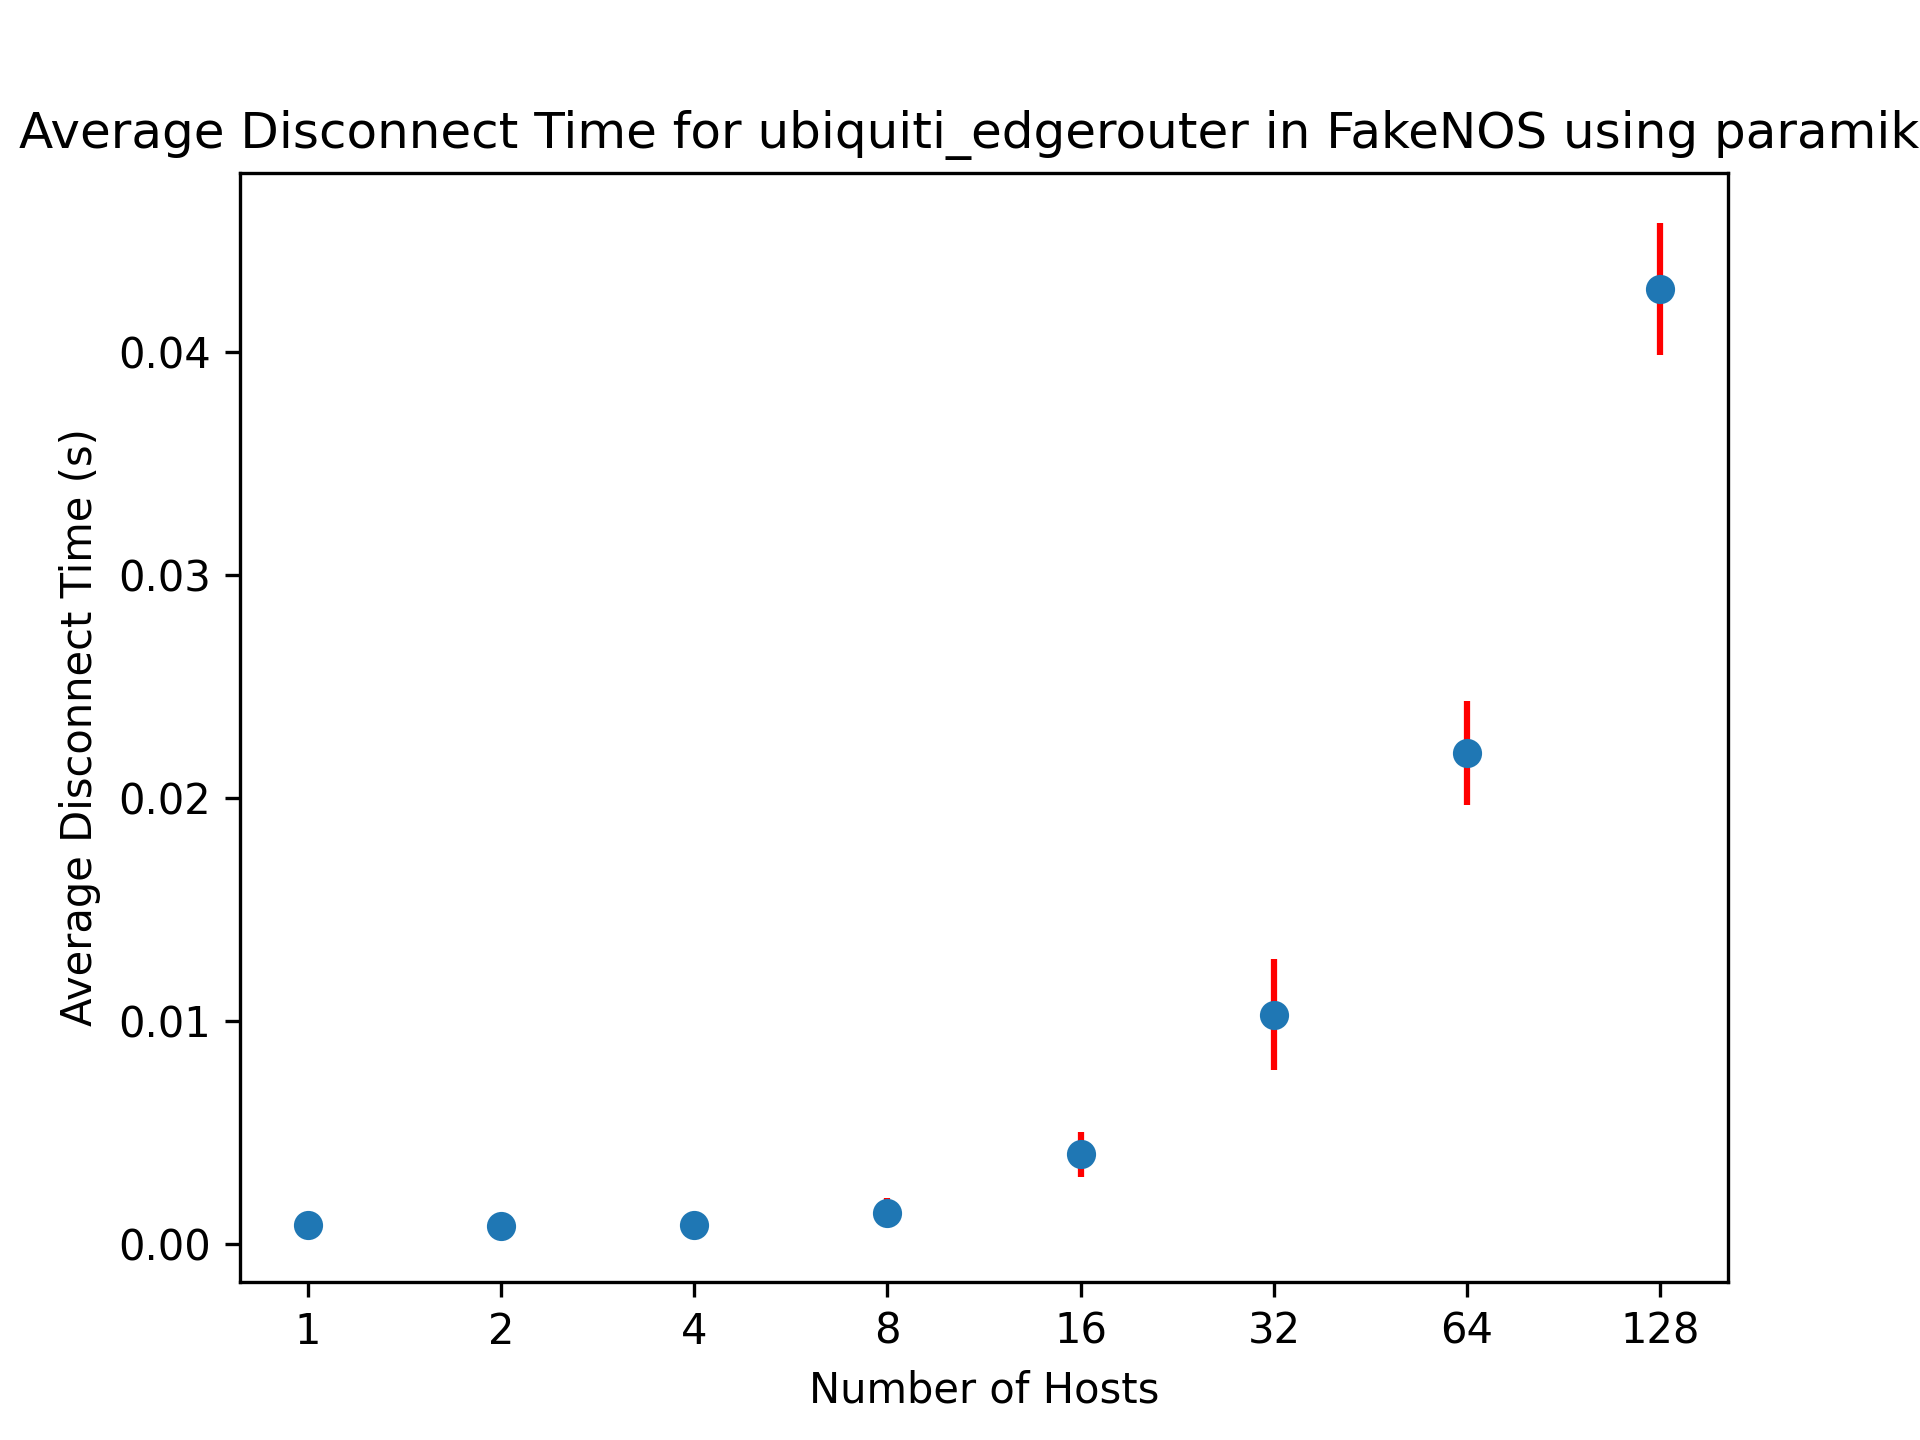 Average Disconnect Time for ubiquiti_edgerouter in FakeNOS using paramik
Average Disconnect Time (s)
0.04
0.03
0.02
0.01
0.00
1 2 4 8 16 32 64 128
Number of Hosts